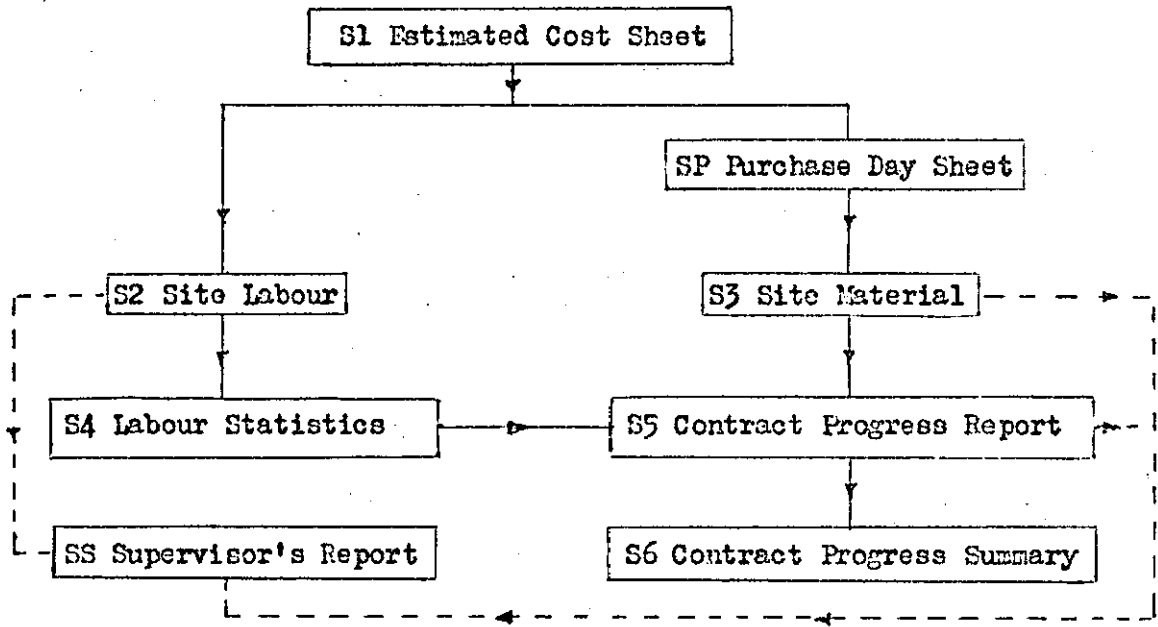 S1 Estimated Cost Sheet
SP Purchase Day Sheet
S2 Site Labour
S3 Site Material
S4 Labour Statistics
S5 Contract Progress Report
SS Supervisor's Report
S6 Contract Progress Summary